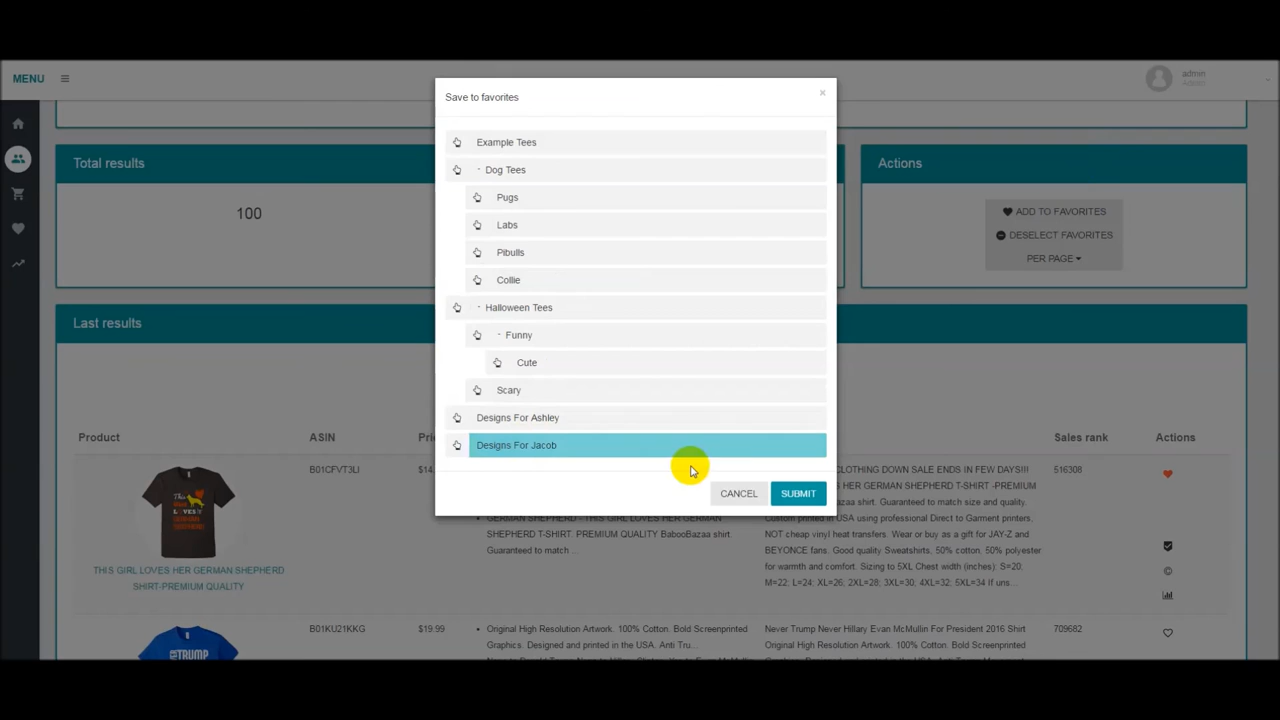 MENU
admin
Admin
Save to favorites
×
Example Tees
- Dog Tees
Pugs
Labs
Pibulls
Collie
- Halloween Tees
- Funny
Cute
Scary
Designs For Ashley
Designs For Jacob
CANCEL
SUBMIT
Total results
100
Actions
ADD TO FAVORITES
DESELECT FAVORITES
PER PAGE
Last results
Product
ASIN
Sales rank
Actions
This
Girl
LOVES
HER
THIS GIRL LOVES HER GERMAN SHEPHERD
SHIRT-PREMIUM QUALITY
B01CFVT3LI
$14.
GERMAN SHEPHERD - THIS GIRL LOVES HER GERMAN
SHEPHERD T-SHIRT. PREMIUM QUALITY BabooBazaa shirt.
Guaranteed to match ...
CLOTHING DOWN SALE ENDS IN FEW DAYS!!!
HER GERMAN SHEPHERD T-SHIRT -PREMIUM
shirt. Guaranteed to match size and quality.
Custom printed in USA using professional Direct to Garment printers.
NOT cheap vinyl heat transfers. Wear or buy as a gift for JAY-Z and
BEYONCE fans. Good quality Sweatshirts, 50% cotton, 50% polyester
for warmth and comfort. Sizing to 5XL Chest width (inches): S=20;
M=22; L=24; XL=26; 2XL=28; 3XL=30; 4XL=32; 5XL=34 If uns...
516308
TRUMP
B01KU21KKG
$19.99
• Original High Resolution Artwork. 100% Cotton. Bold Screenprinted
Graphics. Designed and printed in the USA. Anti Tru...
Never Trump Never Hillary Evan McMullin For President 2016 Shirt
Original High Resolution Artwork. 100% Cotton. Bold Screenprinted
709682